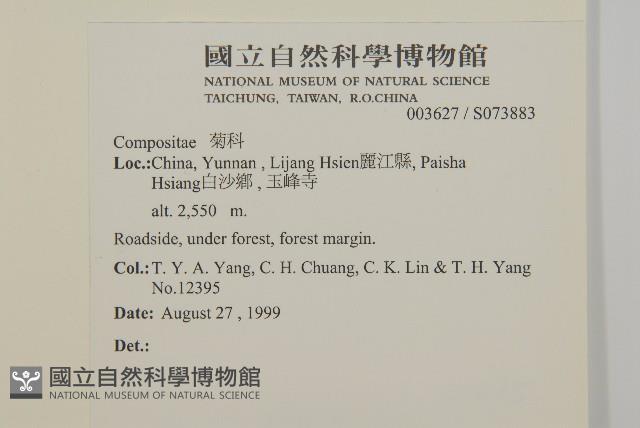 國立自然科學博物館
NATIONAL MUSEUM OF NATURAL SCIENCE
TAICHUNG, TAIWAN, R.O.CHINA
003627 / S073883
Compositae 菊科
Loc.:China, Yunnan , Lijang Hsien麗江縣, Paisha
Hsiang白沙鄉 , 玉峰寺
alt. 2,550 m.
Roadside, under forest, forest margin.
Col.: T. Y. A. Yang, C. H. Chuang, C. K. Lin & T. H. Yang
No.12395
Date: August 27 , 1999
Det.:
國立自然科學博物館
NATIONAL MUSEUM OF NATURAL SCIENCE